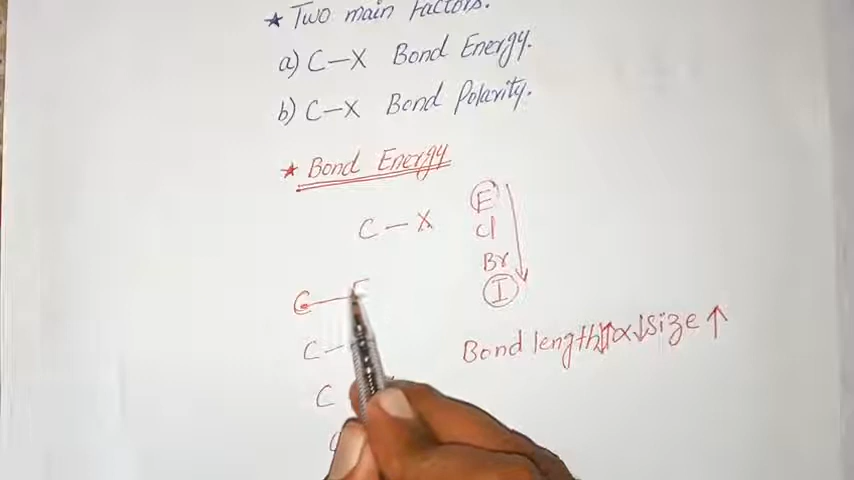 ★ Two main factors.
a) C–X Bond Energy.
b) C–X Bond Polarity.
★ Bond Energy
C–X
F
Cl
Br
I
C–F
C–
C
Bond length ↓↑ ∝ ↓size ↑